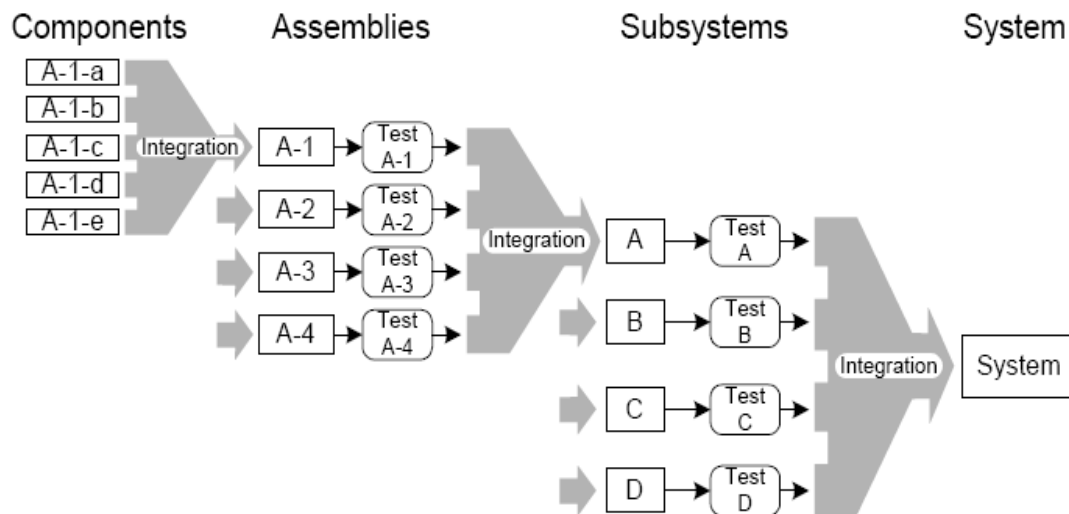 Components Assemblies Subsystems System
A-1-a
A-1-b
A-1-c
A-1-d
A-1-e
Integration
A-1
Test
A-1
A-2
Test
A-2
A-3
Test
A-3
A-4
Test
A-4
Integration
A
Test
A
B
Test
B
C
Test
C
D
Test
D
Integration
System